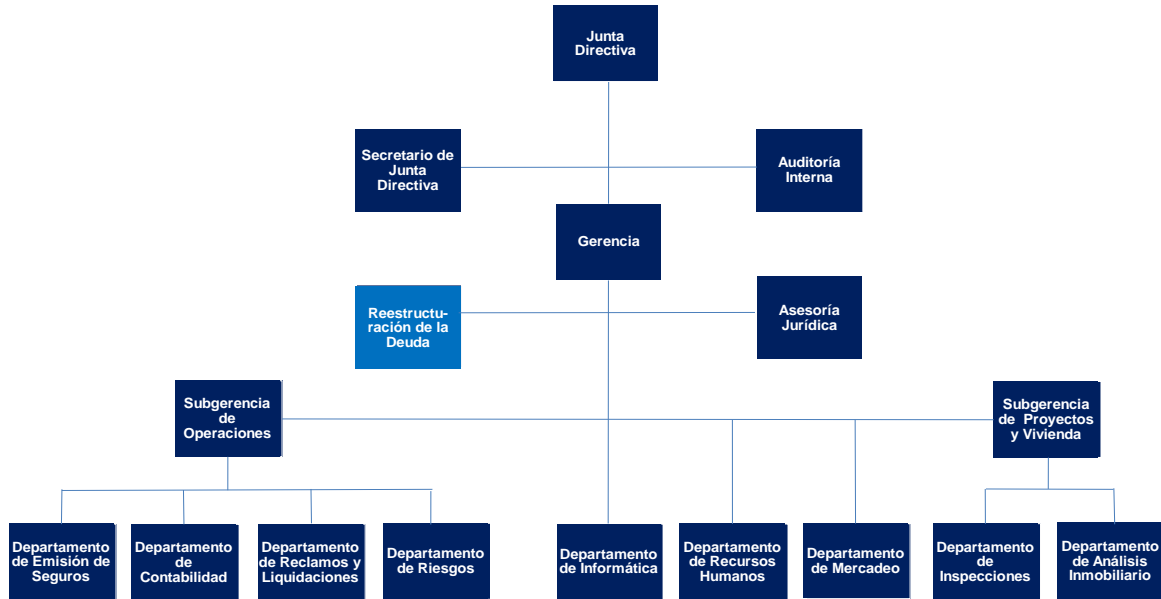 Junta
Directiva
Secretario de
Junta
Directiva
Auditoría
Interna
Gerencia
Reestructu-
ración de la
Deuda
Asesoría
Jurídica
Subgerencia
de
Operaciones
Subgerencia
de Proyectos
y Vivienda
Departamento
de Emisión de
Seguros
Departamento
de
Contabilidad
Departamento
de Reclamos y
Liquidaciones
Departamento
de Riesgos
Departamento
de Informática
Departamento
de Recursos
Humanos
Departamento
de Mercadeo
Departamento
de
Inspecciones
Departamento
de Análisis
Inmobiliario